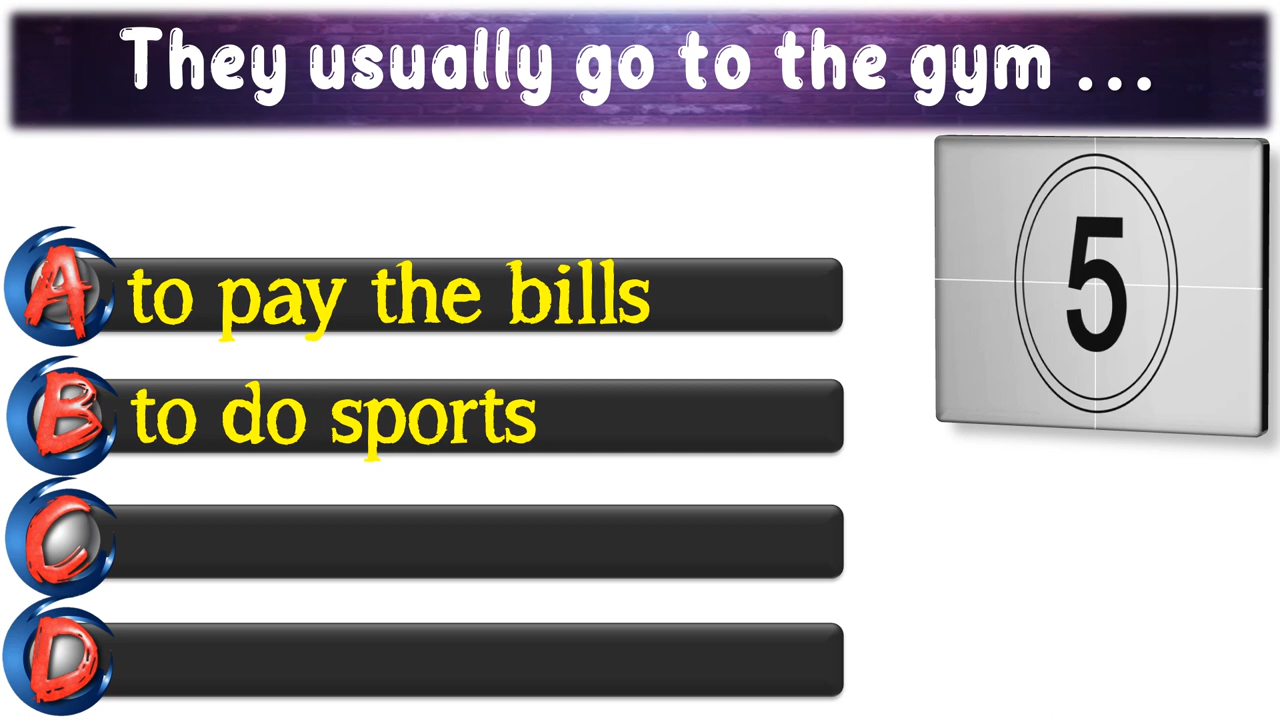 They usually go to the gym ...
5
A to pay the bills
B to do sports
C
D